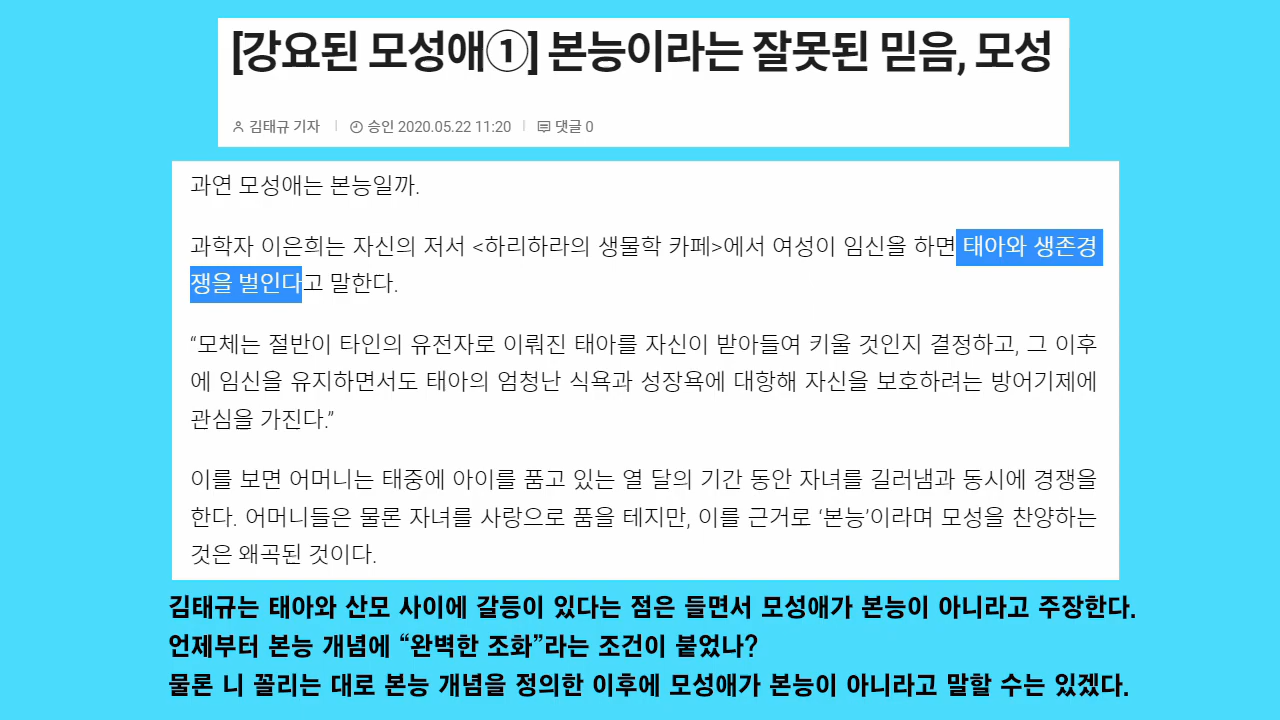 [강요된 모성애①] 본능이라는 잘못된 믿음, 모성
김태규 기자 | 승인 2020.05.22 11:20 | 댓글 0
과연 모성애는 본능일까.
과학자 이은희는 자신의 저서 <하리하라의 생물학 카페>에서 여성이 임신을 하면 태아와 생존경
쟁을 벌인다고 말한다.
“모체는 절반이 타인의 유전자로 이뤄진 태아를 자신이 받아들여 키울 것인지 결정하고, 그 이후
에 임신을 유지하면서도 태아의 엄청난 식욕과 성장욕에 대항해 자신을 보호하려는 방어기제에
관심을 가진다.”
이를 보면 어머니는 태중에 아이를 품고 있는 열 달의 기간 동안 자녀를 길러냄과 동시에 경쟁을
한다. 어머니들은 물론 자녀를 사랑으로 품을 테지만, 이를 근거로 ‘본능’이라며 모성을 찬양하는
것은 왜곡된 것이다.
김태규는 태아와 산모 사이에 갈등이 있다는 점은 들면서 모성애가 본능이 아니라고 주장한다.
언제부터 본능 개념에 “완벽한 조화”라는 조건이 붙었나?
물론 니 꼴리는 대로 본능 개념을 정의한 이후에 모성애가 본능이 아니라고 말할 수는 있겠다.